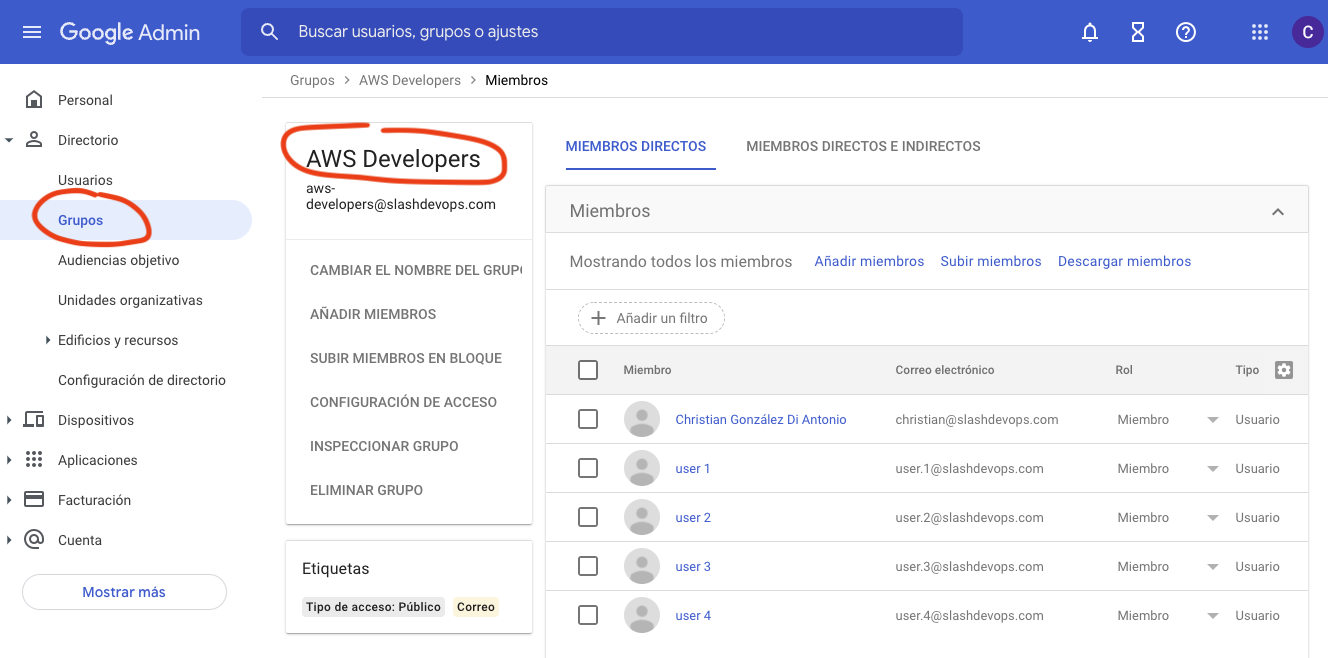 Google Admin
Buscar usuarios, grupos o ajustes
C
Personal
Directorio
Usuarios
Grupos
Audiencias objetivo
Unidades organizativas
Edificios y recursos
Configuración de directorio
Dispositivos
Aplicaciones
Facturación
Cuenta
Mostrar más
Grupos > AWS Developers > Miembros
AWS Developers
aws-
developers@slashdevops.com
CAMBIAR EL NOMBRE DEL GRUPO
AÑADIR MIEMBROS
SUBIR MIEMBROS EN BLOQUE
CONFIGURACIÓN DE ACCESO
INSPECCIONAR GRUPO
ELIMINAR GRUPO
Etiquetas
Tipo de acceso: Público Correo
MIEMBROS DIRECTOS MIEMBROS DIRECTOS E INDIRECTOS
Miembros
Mostrando todos los miembros Añadir miembros Subir miembros Descargar miembros
Añadir un filtro
Miembro Correo electrónico Rol Tipo
Christian González Di Antonio christian@slashdevops.com Miembro Usuario
user 1 user.1@slashdevops.com Miembro Usuario
user 2 user.2@slashdevops.com Miembro Usuario
user 3 user.3@slashdevops.com Miembro Usuario
user 4 user.4@slashdevops.com Miembro Usuario